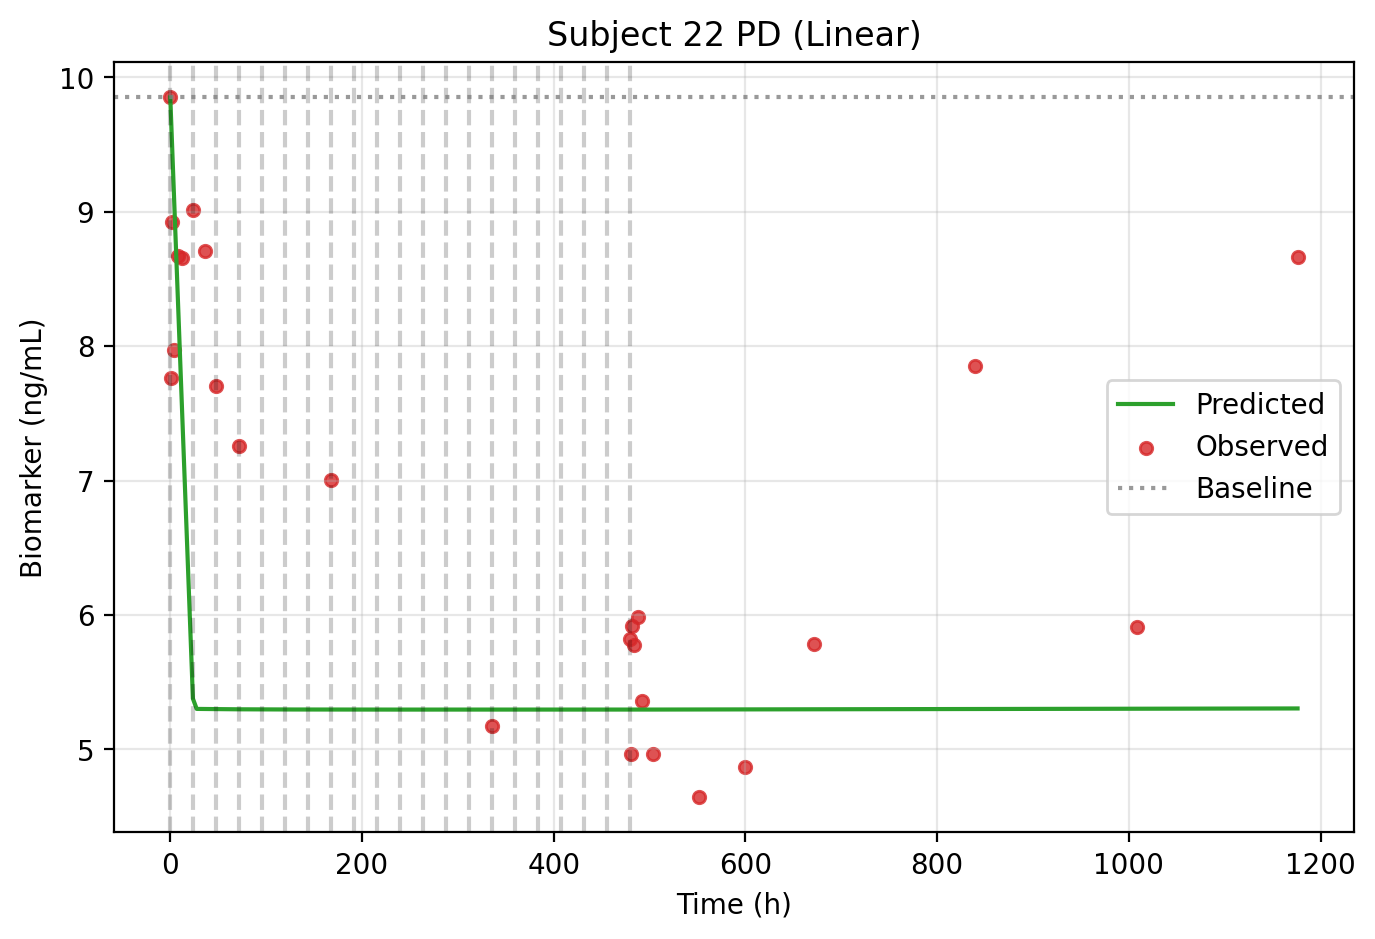 Subject 22 PD (Linear)
Biomarker (ng/mL)
10
9
8
7
6
5
Predicted
Observed
Baseline
0
200
400
600
800
1000
1200
Time (h)